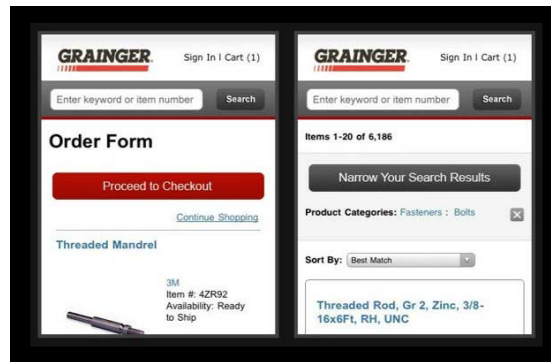 GRAINGER
Sign In | Cart (1)
Enter keyword or item number
Search
Order Form
Proceed to Checkout
Continue Shopping
Threaded Mandrel
3M
Item #: 4ZR92
Availability: Ready
to Ship
GRAINGER
Sign In | Cart (1)
Enter keyword or item number
Search
Items 1-20 of 6,186
Narrow Your Search Results
Product Categories: Fasteners : Bolts
Sort By: Best Match
Threaded Rod, Gr 2, Zinc, 3/8-
16x6Ft, RH, UNC